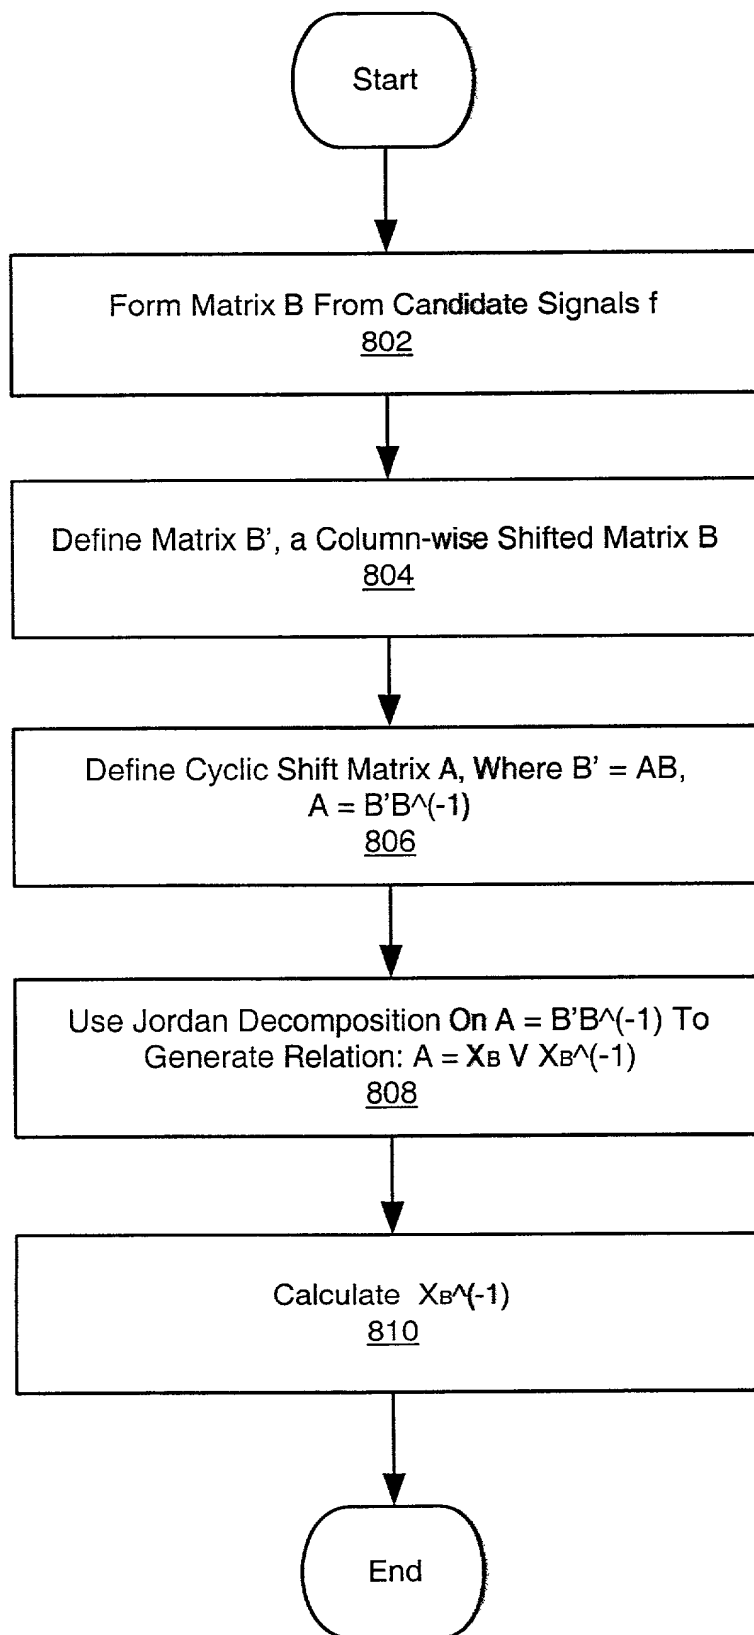 Start
Form Matrix B From Candidate Signals f
802
Define Matrix B', a Column-wise Shifted Matrix B
804
Define Cyclic Shift Matrix A, Where B' = AB,
A = B'B^(-1)
806
Use Jordan Decomposition On A = B'B^(-1) To
Generate Relation: A = XB V XB^(-1)
808
Calculate XB^(-1)
810
End